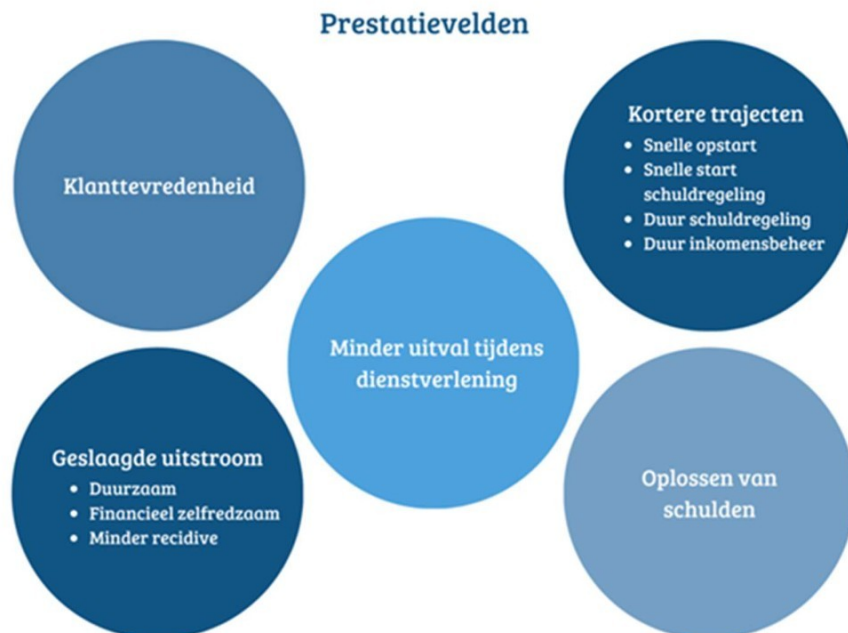 Prestatievelden
Klanttevredenheid
Kortere trajecten
• Snelle opstart
• Snelle start
schuldregeling
• Duur schuldregeling
• Duur inkomensbeheer
Minder uitval tijdens
dienstverlening
Geslaagde uitstroom
• Duurzaam
• Financieel zelfredzaam
• Minder recidive
Oplossen van
schulden